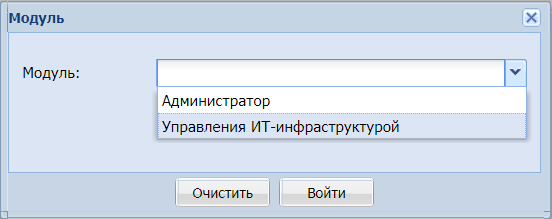 Модуль
Модуль:
Администратор
Управления ИТ-инфраструктурой
Очистить Войти